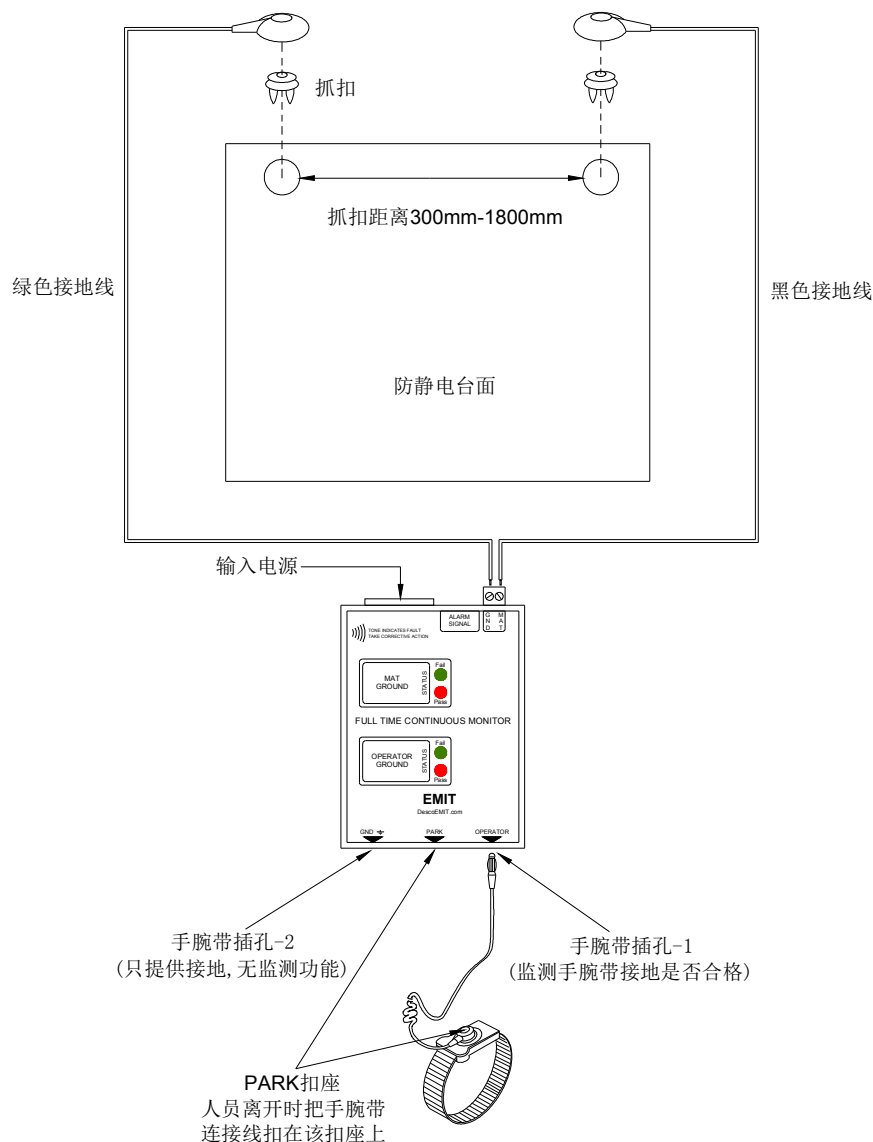 抓扣
抓扣距离300mm-1800mm
绿色接地线
黑色接地线
防静电台面
输入电源
ALARM
SIGNAL
GND
MAT
TONE INDICATES FAULT
TAKE CORRECTIVE ACTION
MAT
GROUND
STATUS
Fail
Pass
FULL TIME CONTINUOUS MONITOR
OPERATOR
GROUND
STATUS
Fail
Pass
EMIT
DescoEMIT.com
GND
PARK
OPERATOR
手腕带插孔-2
(只提供接地,无监测功能)
手腕带插孔-1
(监测手腕带接地是否合格)
PARK扣座
人员离开时把手腕带
连接线扣在该扣座上